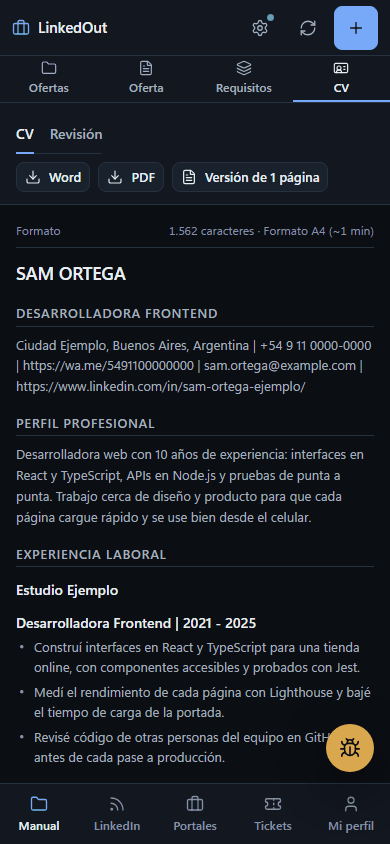 LinkedOut
Ofertas
Oferta
Requisitos
CV
CV
Revisión
Word
PDF
Versión de 1 página
Formato
1.562 caracteres · Formato A4 (~1 min)
SAM ORTEGA
DESARROLLADORA FRONTEND
Ciudad Ejemplo, Buenos Aires, Argentina | +54 9 11 0000-0000
| https://wa.me/5491100000000 | sam.ortega@example.com |
https://www.linkedin.com/in/sam-ortega-ejemplo/
PERFIL PROFESIONAL
Desarrolladora web con 10 años de experiencia: interfaces en
React y TypeScript, APIs en Node.js y pruebas de punta a
punta. Trabajo cerca de diseño y producto para que cada
página cargue rápido y se use bien desde el celular.
EXPERIENCIA LABORAL
Estudio Ejemplo
Desarrolladora Frontend | 2021 - 2025
• Construí interfaces en React y TypeScript para una tienda
online, con componentes accesibles y probados con Jest.
• Medí el rendimiento de cada página con Lighthouse y bajé
el tiempo de carga de la portada.
• Revisé código de otras personas del equipo en
antes de cada pase a producción.
Manual
LinkedIn
Portales
Tickets
Mi perfil